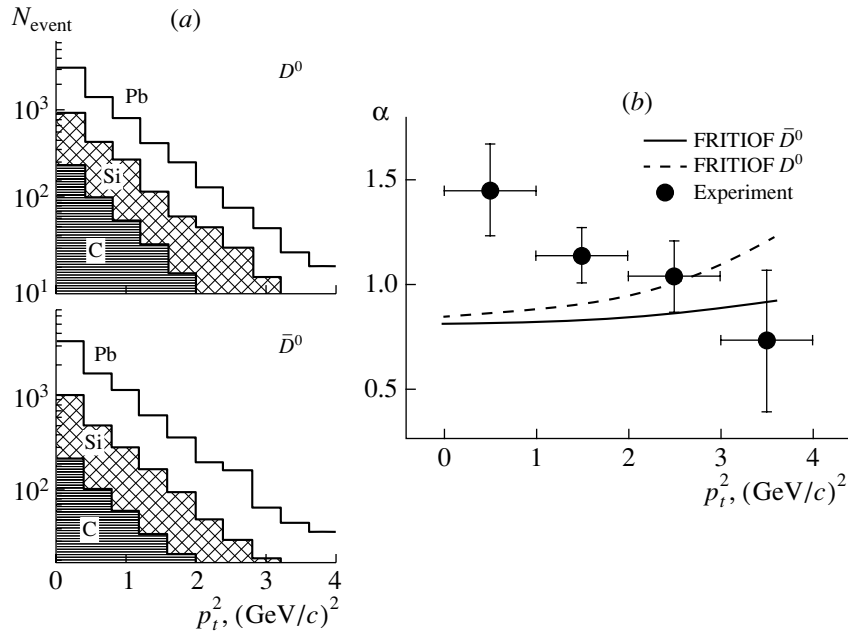 N_event
(a)
D^0
Pb
10^3
Si
10^2
C
10^1
D̄^0
Pb
10^3
Si
10^2
C
0 1 2 3 4
p_t^2, (GeV/c)^2
(b)
α
FRITIOF D̄^0
FRITIOF D^0
Experiment
1.5
1.0
0.5
0 1 2 3 4
p_t^2, (GeV/c)^2